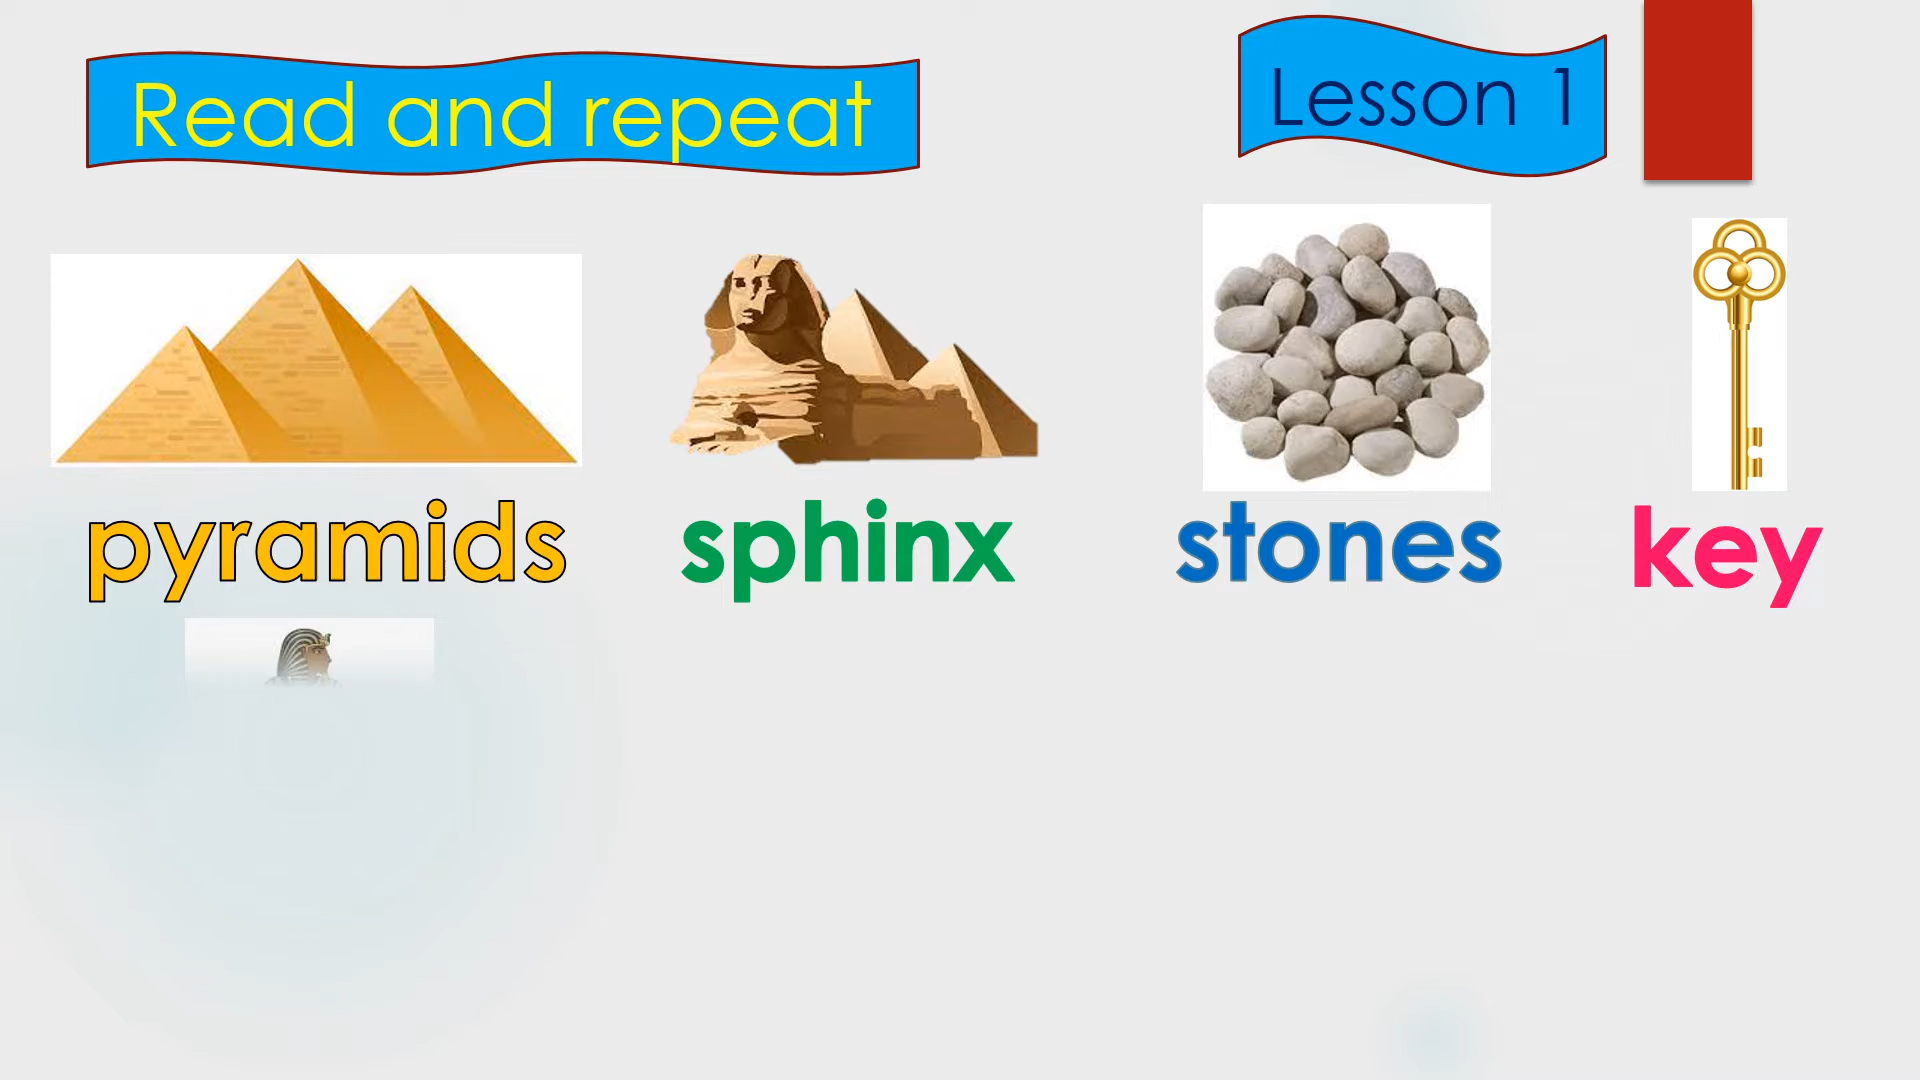 Read and repeat
Lesson 1
pyramids
sphinx
stones
key